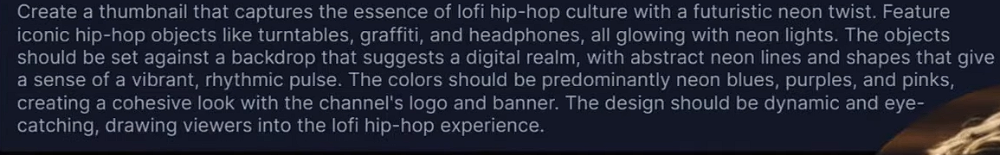 Create a thumbnail that captures the essence of lofi hip-hop culture with a futuristic neon twist. Feature
iconic hip-hop objects like turntables, graffiti, and headphones, all glowing with neon lights. The objects
should be set against a backdrop that suggests a digital realm, with abstract neon lines and shapes that give
a sense of a vibrant, rhythmic pulse. The colors should be predominantly neon blues, purples, and pinks,
creating a cohesive look with the channel's logo and banner. The design should be dynamic and eye-
catching, drawing viewers into the lofi hip-hop experience.